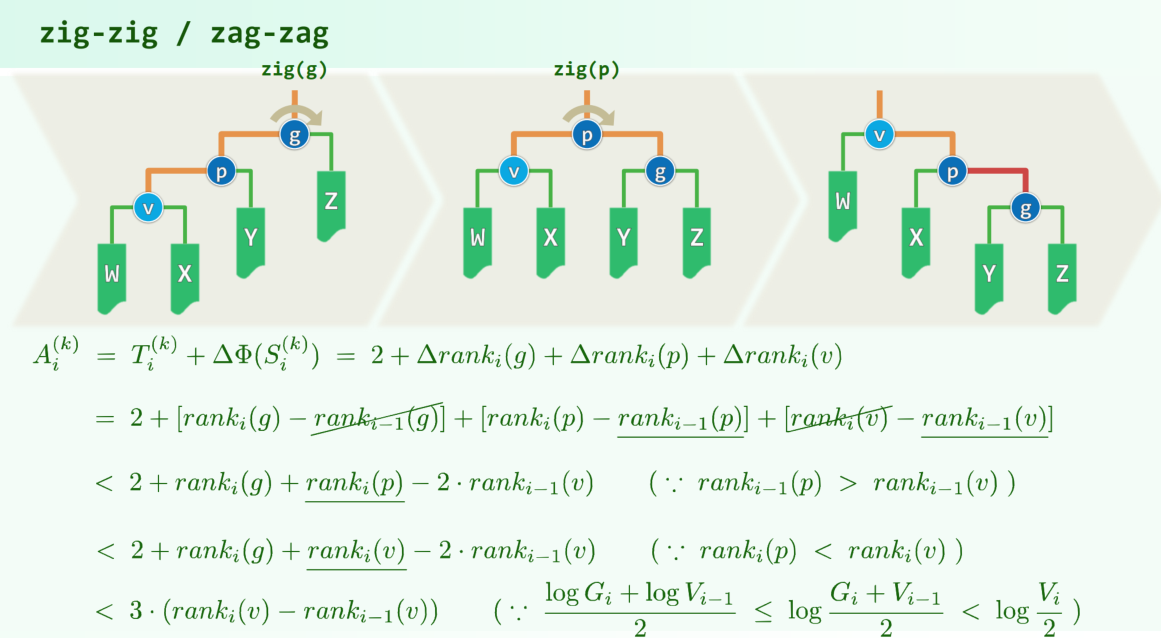 zig-zig / zag-zag
zig(g) zig(p)
g p v
p Z v g W p
v Y W X Y Z X g
W X Y Z
$A_i^{(k)} = T_i^{(k)} + \Delta\Phi(S_i^{(k)}) = 2 + \Delta rank_i(g) + \Delta rank_i(p) + \Delta rank_i(v)$
$= 2 + [rank_i(g) - rank_{i-1}(g)] + [rank_i(p) - rank_{i-1}(p)] + [rank_i(v) - rank_{i-1}(v)]$
$< 2 + rank_i(g) + rank_i(p) - 2 \cdot rank_{i-1}(v) \quad (\because rank_{i-1}(p) > rank_{i-1}(v))$
$< 2 + rank_i(g) + rank_i(v) - 2 \cdot rank_{i-1}(v) \quad (\because rank_i(p) < rank_i(v))$
$< 3 \cdot (rank_i(v) - rank_{i-1}(v)) \quad (\because \frac{\log G_i + \log V_{i-1}}{2} \leq \log \frac{G_i + V_{i-1}}{2} < \log \frac{V_i}{2})$